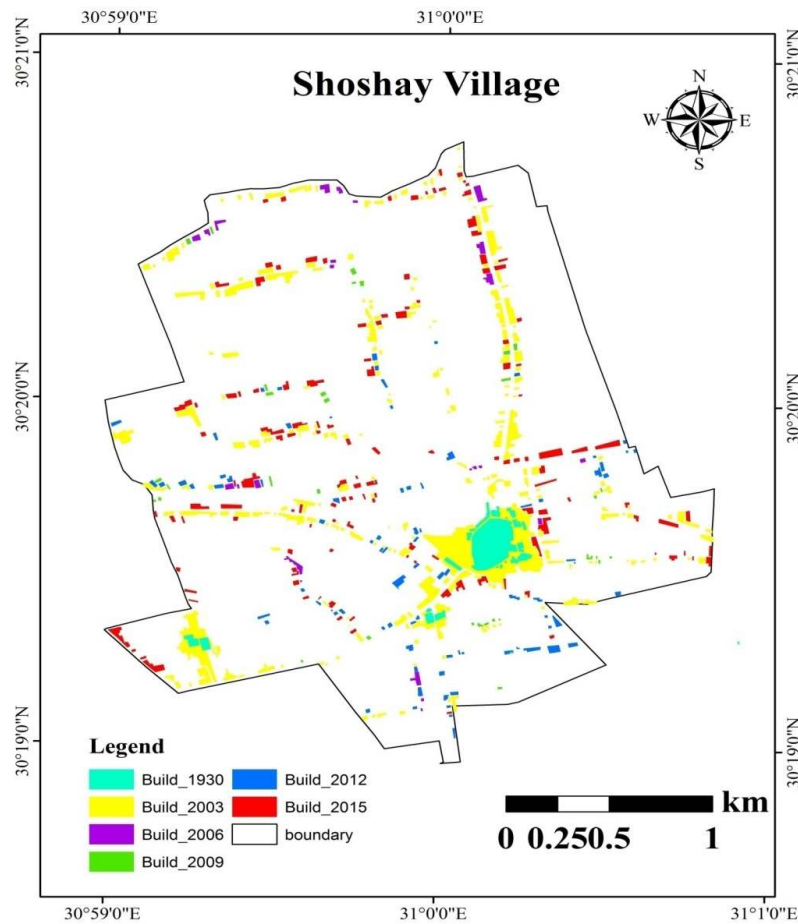 30°59'0"E 31°0'0"E
30°21'0"N 30°21'0"N
Shoshay Village
N
W E
S
30°20'0"N 30°20'0"N
30°19'0"N 30°19'0"N
Legend
Build_1930 Build_2012
Build_2003 Build_2015
Build_2006 boundary
Build_2009
km
0 0.250.5 1
30°59'0"E 31°0'0"E 31°1'0"E